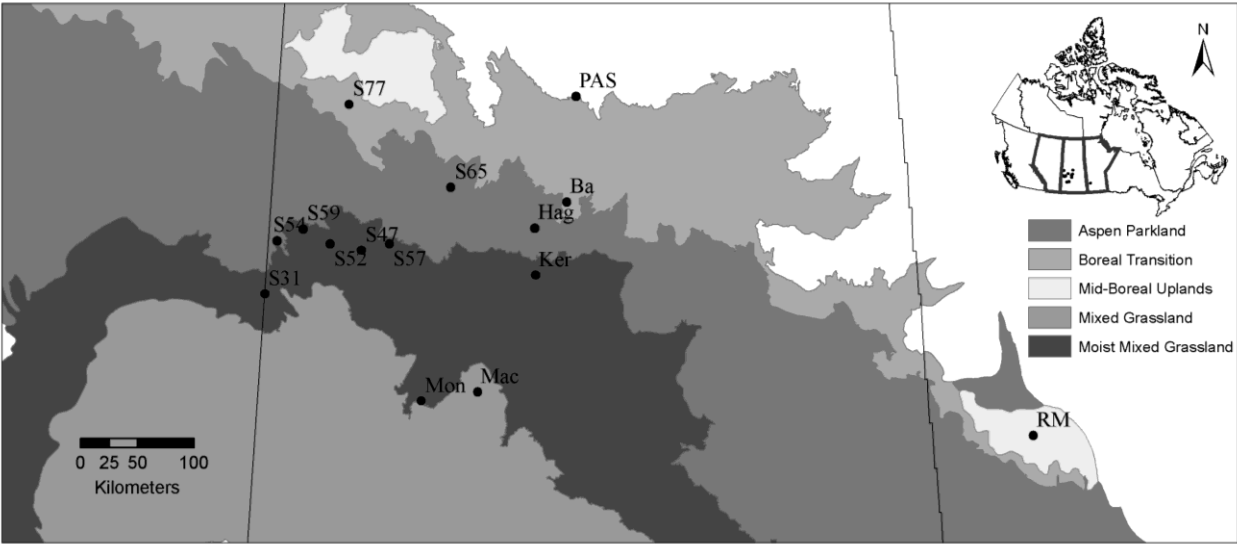 PAS
N
S77
S65
Ba
S59
Hag
S54
S47
S52
S57
Ker
S31
Aspen Parkland
Boreal Transition
Mid-Boreal Uplands
Mixed Grassland
Moist Mixed Grassland
Mon
Mac
RM
0 25 50 100
Kilometers